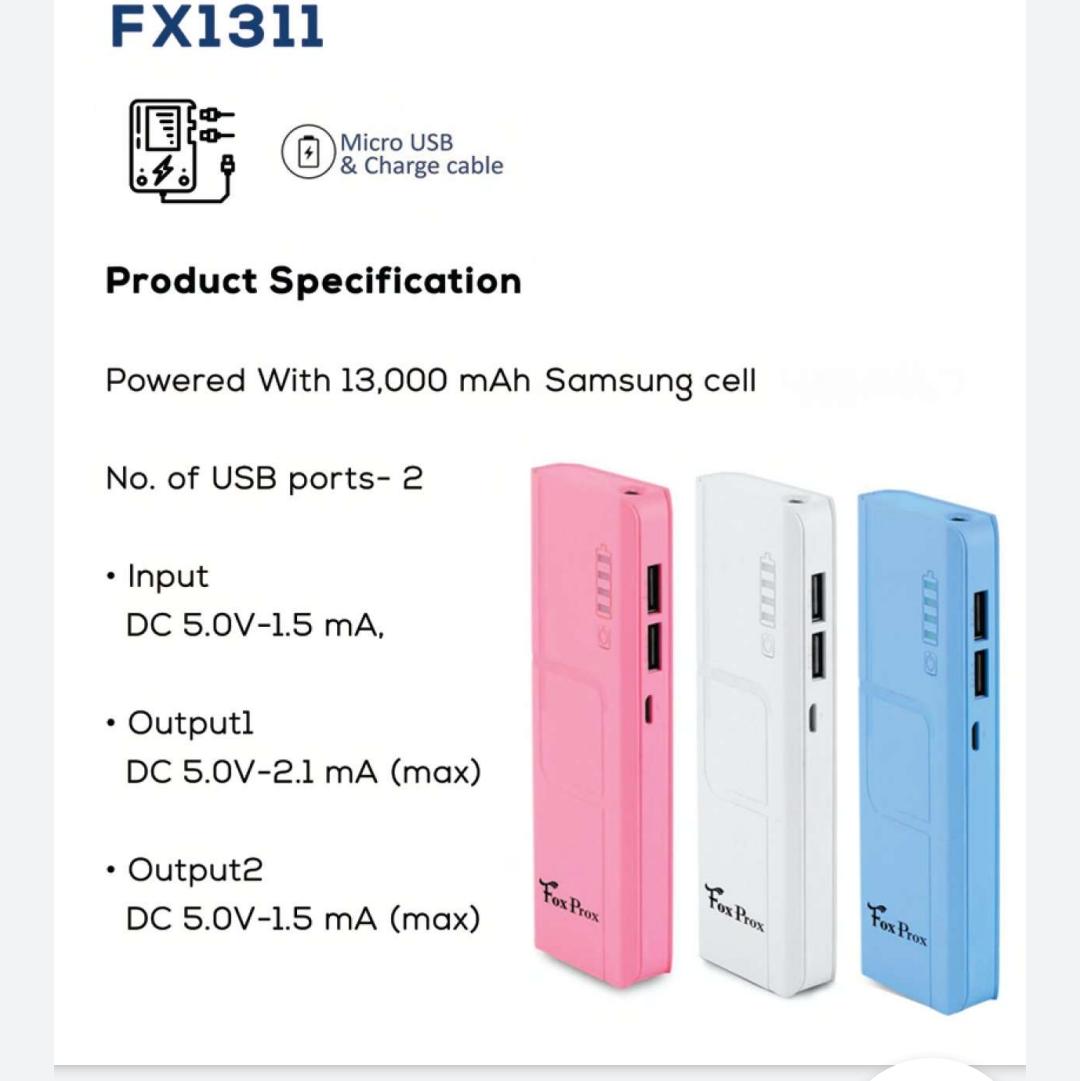 FX1311
Micro USB
& Charge cable
Product Specification
Powered With 13,000 mAh Samsung cell
No. of USB ports- 2
• Input
DC 5.0V-1.5 mA,
• Output1
DC 5.0V-2.1 mA (max)
• Output2
DC 5.0V-1.5 mA (max)
Fox Prox
Fox Prox
Fox Prox